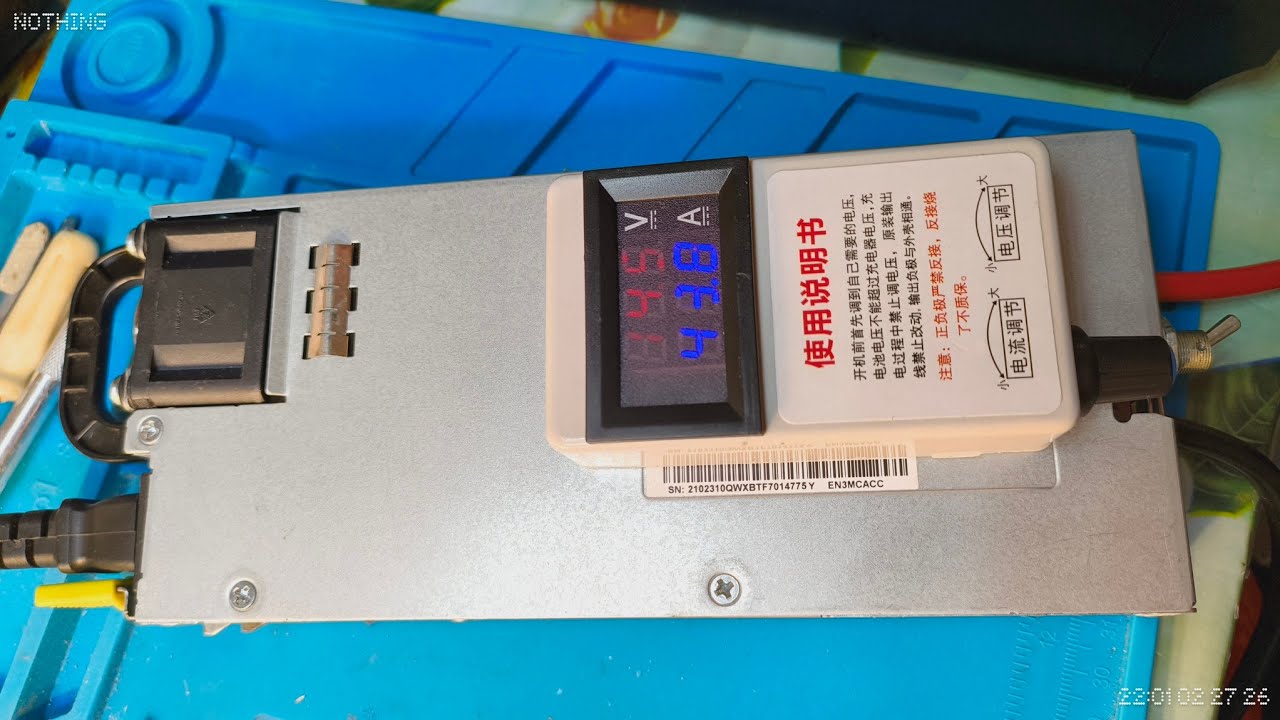 NOTHING
V
A
使用说明书
开机前首先调到自己需要的电压,
电池电压不能超过充电器电压,充
电过程中禁止调电压, 原装输出
线禁止改动, 输出负极与外壳相通。
注意：正负极严禁反接，反接烧
了不质保。
小 大
电流调节
小 大
电压调节
SN: 2102310QWXBTF7014775Y EN3MCACC
12
30
22:01 02 27 26